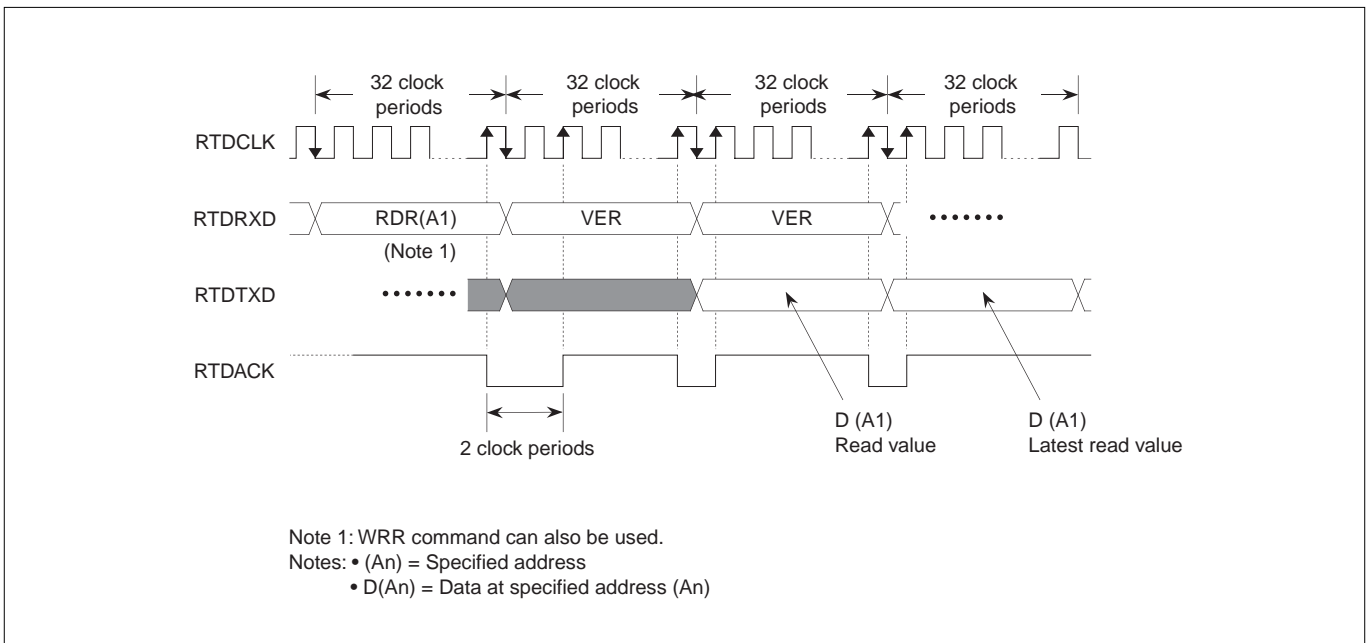 32 clock periods
32 clock periods
32 clock periods
32 clock periods
RTDCLK
RTDRXD
RDR(A1)
VER
VER
•••••••
(Note 1)
RTDTXD
•••••••
RTDACK
2 clock periods
D (A1)
Read value
D (A1)
Latest read value
Note 1: WRR command can also be used.
Notes: • (An) = Specified address
• D(An) = Data at specified address (An)